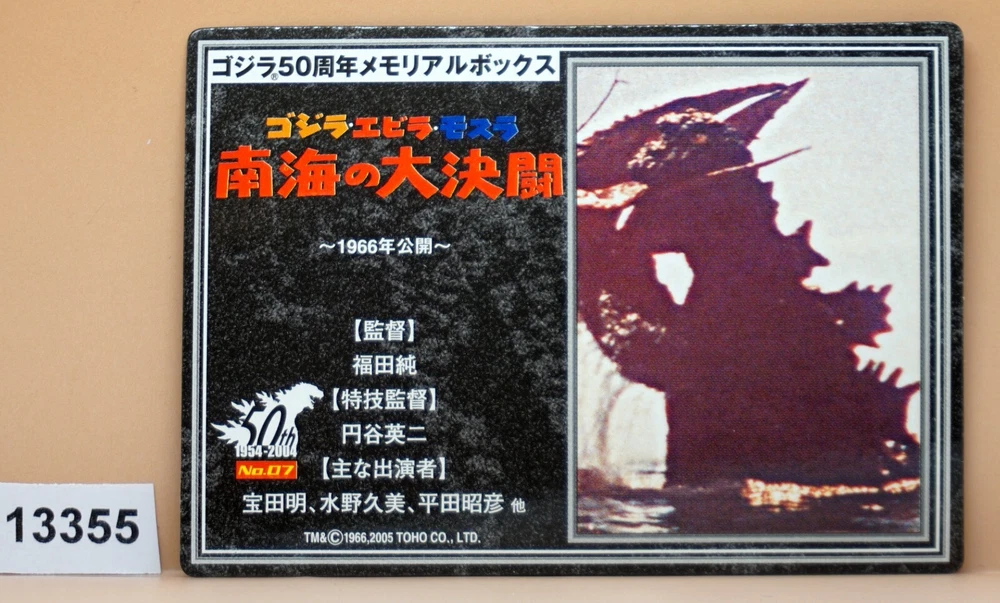 ゴジラ®50周年メモリアルボックス
ゴジラ・エビラ・モスラ
南海の大決闘
～1966年公開～
【監督】
福田純
【特技監督】
円谷英二
【主な出演者】
宝田明、水野久美、平田昭彦 他
50th
1954-2004
No.07
TM&Ⓒ1966,2005 TOHO CO., LTD.
13355